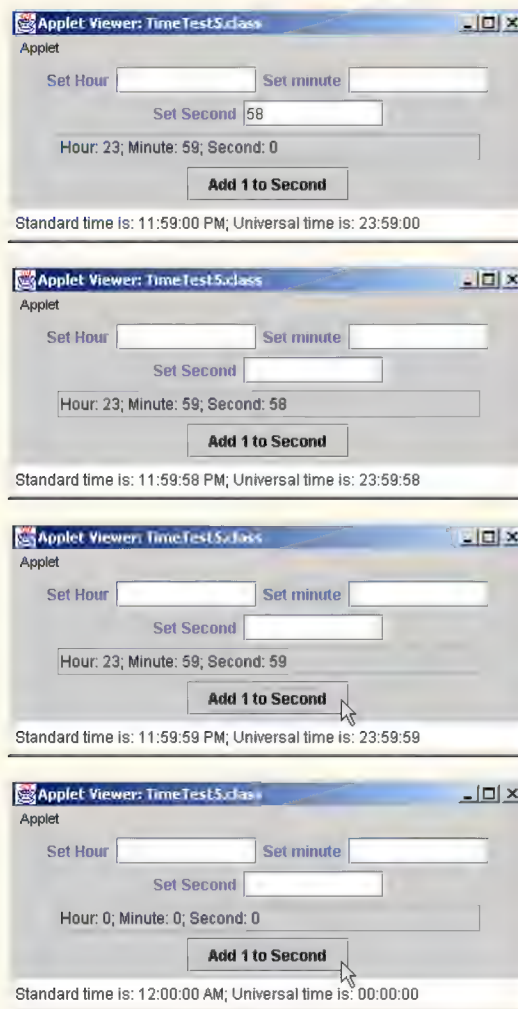 Applet Viewer: TimeTest5.class
Applet
Set Hour Set minute
Set Second 58
Hour: 23; Minute: 59; Second: 0
Add 1 to Second
Standard time is: 11:59:00 PM; Universal time is: 23:59:00
Applet Viewer: TimeTest5.class
Applet
Set Hour Set minute
Set Second
Hour: 23; Minute: 59; Second: 58
Add 1 to Second
Standard time is: 11:59:58 PM; Universal time is: 23:59:58
Applet Viewer: TimeTest5.class
Applet
Set Hour Set minute
Set Second
Hour: 23; Minute: 59; Second: 59
Add 1 to Second
Standard time is: 11:59:59 PM; Universal time is: 23:59:59
Applet Viewer: TimeTest5.class
Applet
Set Hour Set minute
Set Second
Hour: 0; Minute: 0; Second: 0
Add 1 to Second
Standard time is: 12:00:00 AM; Universal time is: 00:00:00